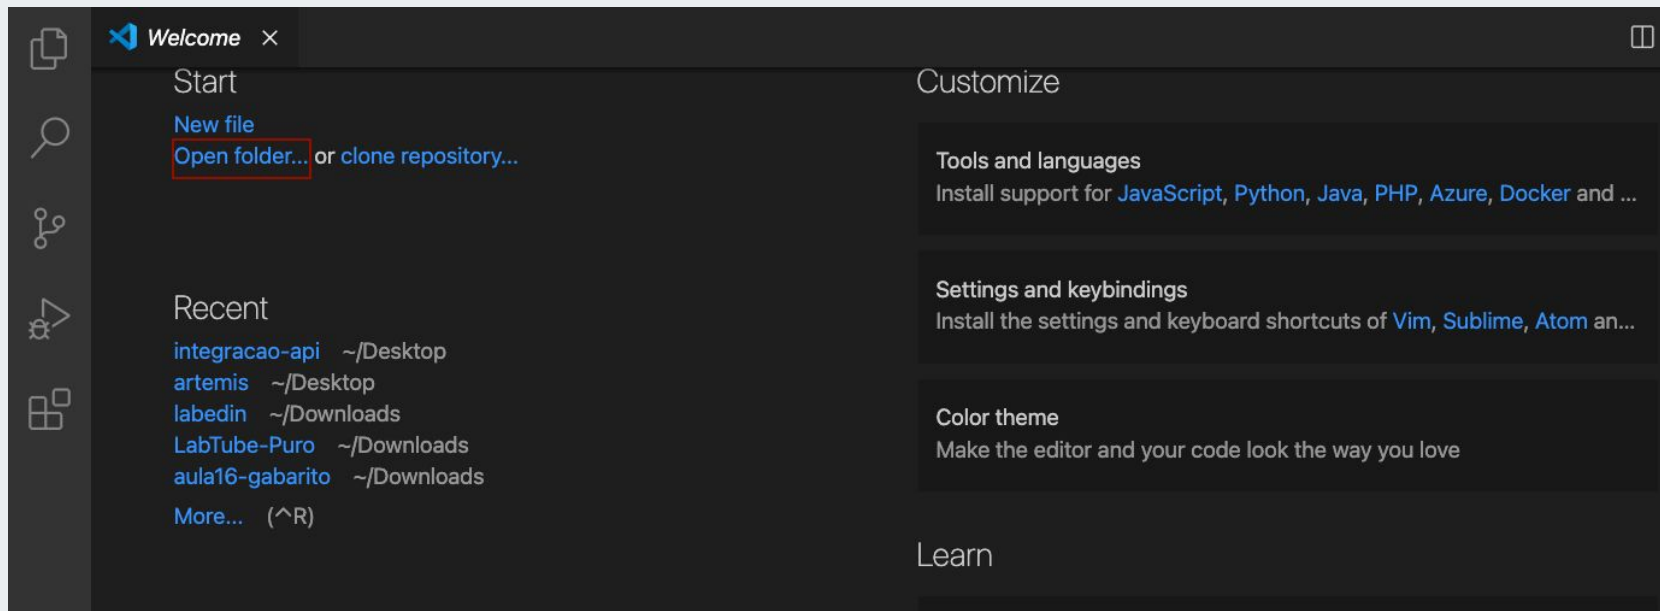 Welcome
Start
New file
Open folder... or clone repository...
Recent
integracao-api ~/Desktop
artemis ~/Desktop
labedin ~/Downloads
LabTube-Puro ~/Downloads
aula16-gabarito ~/Downloads
More... (^R)
Customize
Tools and languages
Install support for JavaScript, Python, Java, PHP, Azure, Docker and ...
Settings and keybindings
Install the settings and keyboard shortcuts of Vim, Sublime, Atom an...
Color theme
Make the editor and your code look the way you love
Learn